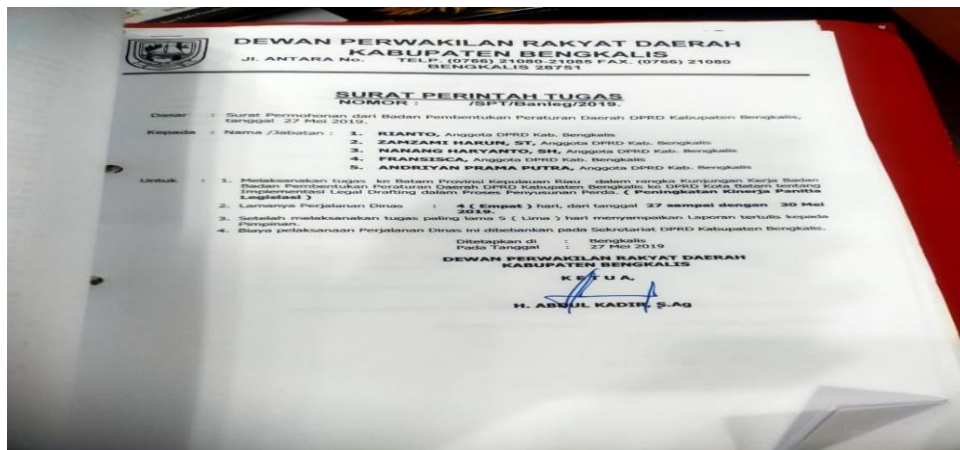 DEWAN PERWAKILAN RAKYAT DAERAH
KABUPATEN BENGKALIS
Jl. ANTARA No. TELP. (0766) 21080-21085 FAX. (0766) 21080
BENGKALIS 28751
SURAT PERINTAH TUGAS
NOMOR : /SPT/Banleg/2019.
Dasar : Surat Permohonan dari Badan Pembentukan Peraturan Daerah DPRD Kabupaten Bengkalis,
tanggal 27 Mei 2019.
Kepada : Nama /Jabatan : 1. RIANTO, Anggota DPRD Kab. Bengkalis
2. ZAMZAMI HARUN, ST, Anggota DPRD Kab. Bengkalis
3. NANANG HARYANTO, SH, Anggota DPRD Kab. Bengkalis
4. FRANSISCA, Anggota DPRD Kab. Bengkalis
5. ANDRIYAN PRAMA PUTRA, Anggota DPRD Kab. Bengkalis
Untuk : 1. Melaksanakan tugas ke Batam Provinsi Kepulauan Riau dalam rangka Kunjungan Kerja Badan
Badan Pembentukan Peraturan Daerah DPRD Kabupaten Bengkalis ke DPRD Kota Batam tentang
Implementasi Legal Drafting dalam Proses Penyusunan Perda. ( Peningkatan Kinerja Panitia
Legislasi )
2. Lamanya Perjalanan Dinas : 4 ( Empat ) hari, dari tanggal 27 sampai dengan 30 Mei
2019.
3. Setelah melaksanakan tugas paling lama 5 ( Lima ) hari menyampaikan Laporan tertulis kepada
Pimpinan.
4. Biaya pelaksanaan Perjalanan Dinas ini dibebankan pada Sekretariat DPRD Kabupaten Bengkalis.
Ditetapkan di : Bengkalis
Pada Tanggal : 27 Mei 2019
DEWAN PERWAKILAN RAKYAT DAERAH
KABUPATEN BENGKALIS
K E T U A,
H. ABDUL KADIR, S.Ag